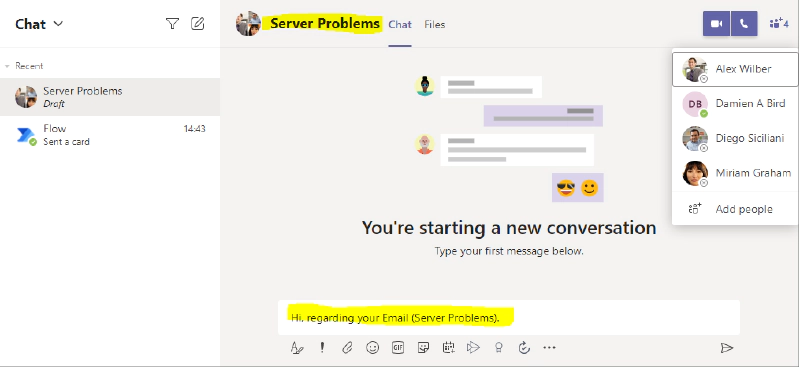 Chat
Recent
Server Problems
Draft
Flow
14:43
Sent a card
Server Problems
Chat
Files
4
Alex Wilber
DB
Damien A Bird
Diego Siciliani
Miriam Graham
Add people
You're starting a new conversation
Type your first message below.
Hi, regarding your Email (Server Problems).
GIF